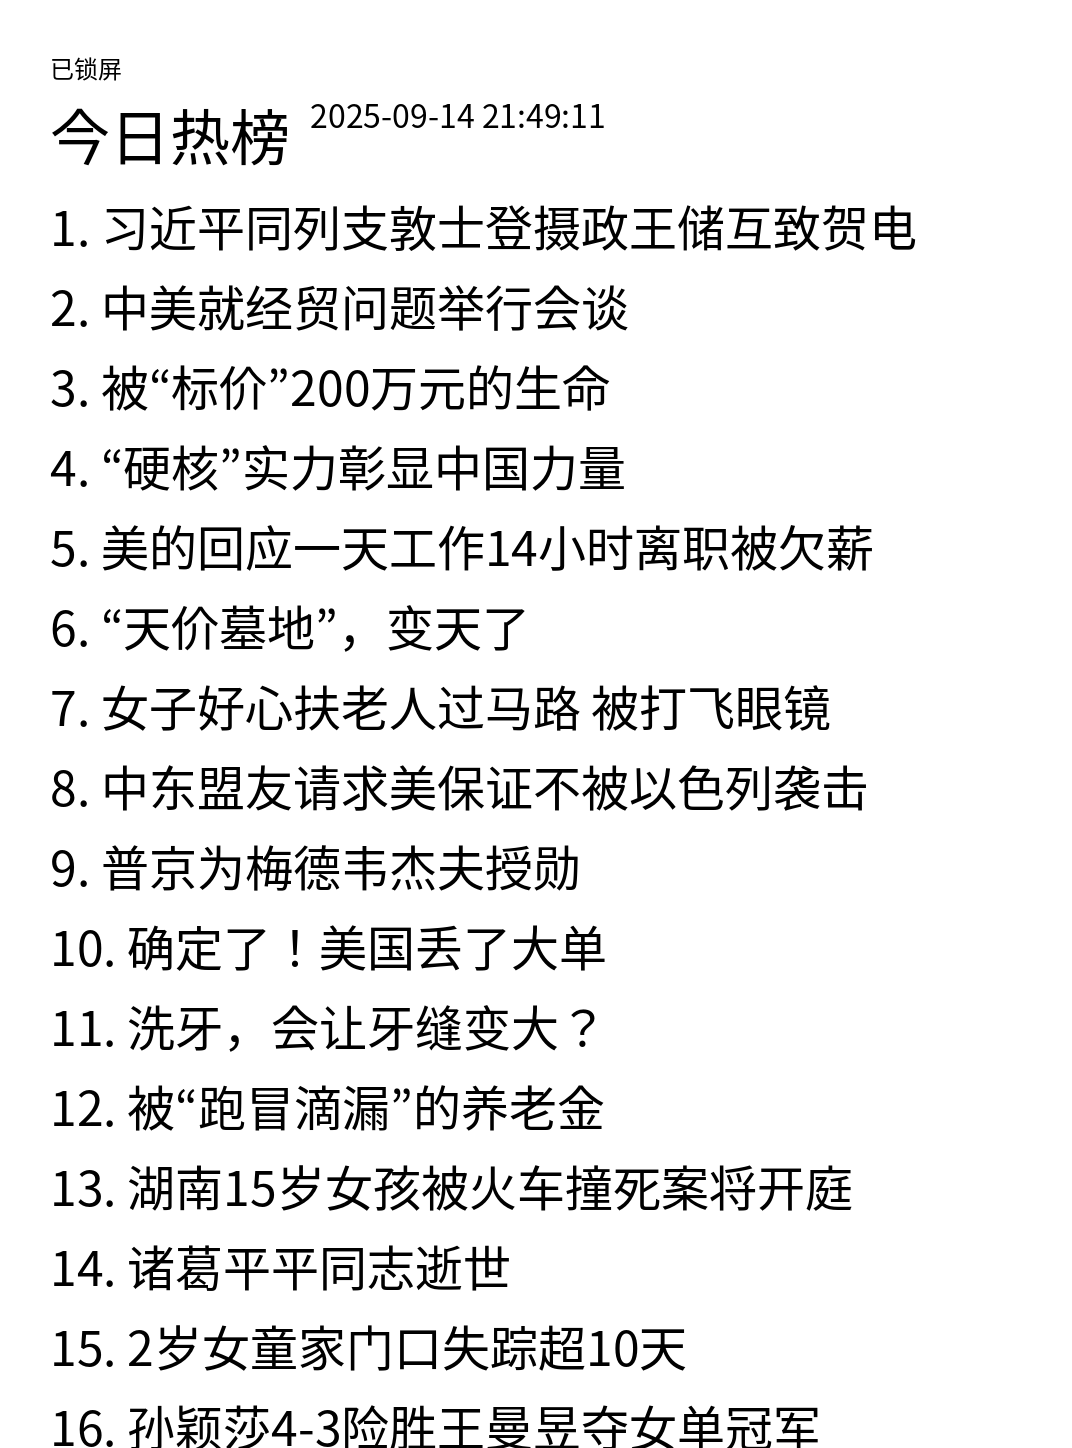 已锁屏
今日热榜 2025-09-14 21:49:11
1. 习近平同列支敦士登摄政王储互致贺电
2. 中美就经贸问题举行会谈
3. 被“标价”200万元的生命
4. “硬核”实力彰显中国力量
5. 美的回应一天工作14小时离职被欠薪
6. “天价墓地”，变天了
7. 女子好心扶老人过马路 被打飞眼镜
8. 中东盟友请求美保证不被以色列袭击
9. 普京为梅德韦杰夫授勋
10. 确定了！美国丢了大单
11. 洗牙，会让牙缝变大？
12. 被“跑冒滴漏”的养老金
13. 湖南15岁女孩被火车撞死案将开庭
14. 诸葛平平同志逝世
15. 2岁女童家门口失踪超10天
16. 孙颖莎4-3险胜王曼昱夺女单冠军